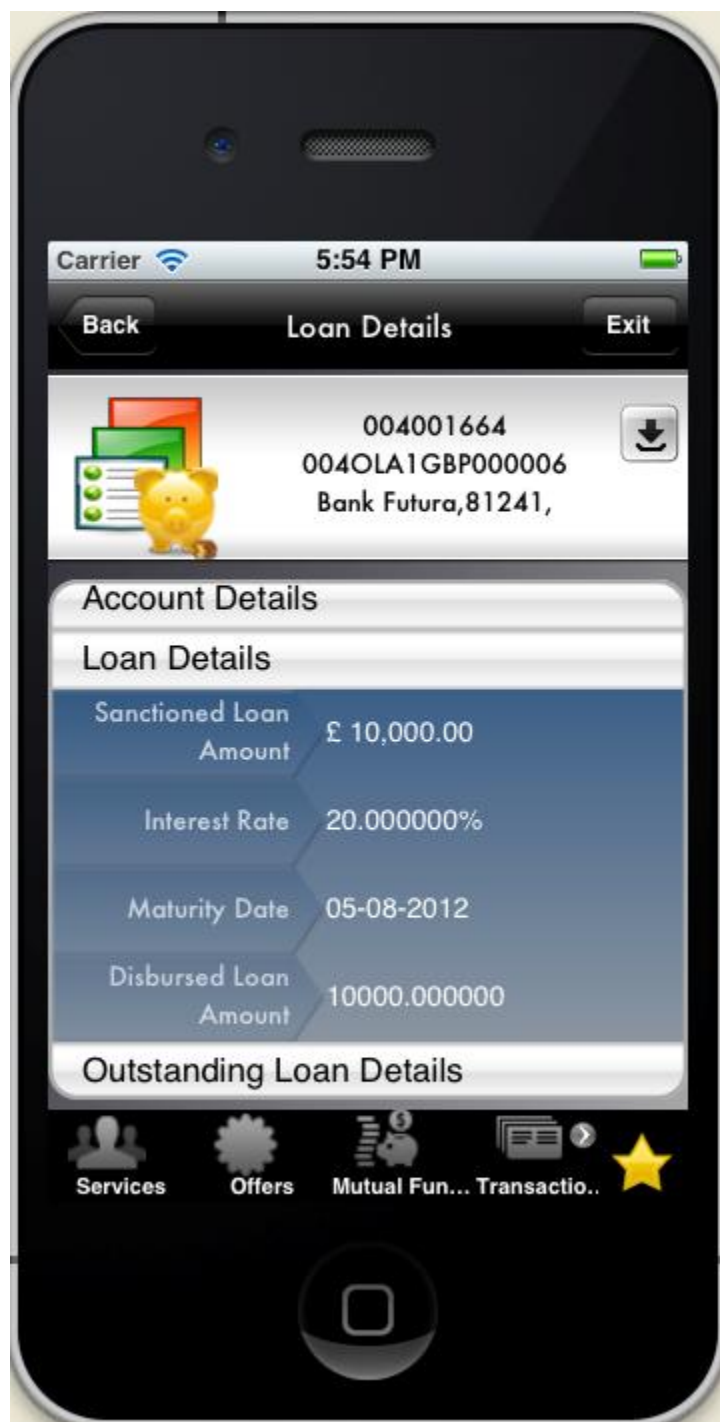 Carrier 5:54 PM
Back Loan Details Exit
004001664
004OLA1GBP000006
Bank Futura,81241,
Account Details
Loan Details
Sanctioned Loan
Amount £ 10,000.00
Interest Rate 20.000000%
Maturity Date 05-08-2012
Disbursed Loan
Amount 10000.000000
Outstanding Loan Details
Services Offers Mutual Fun... Transactio..